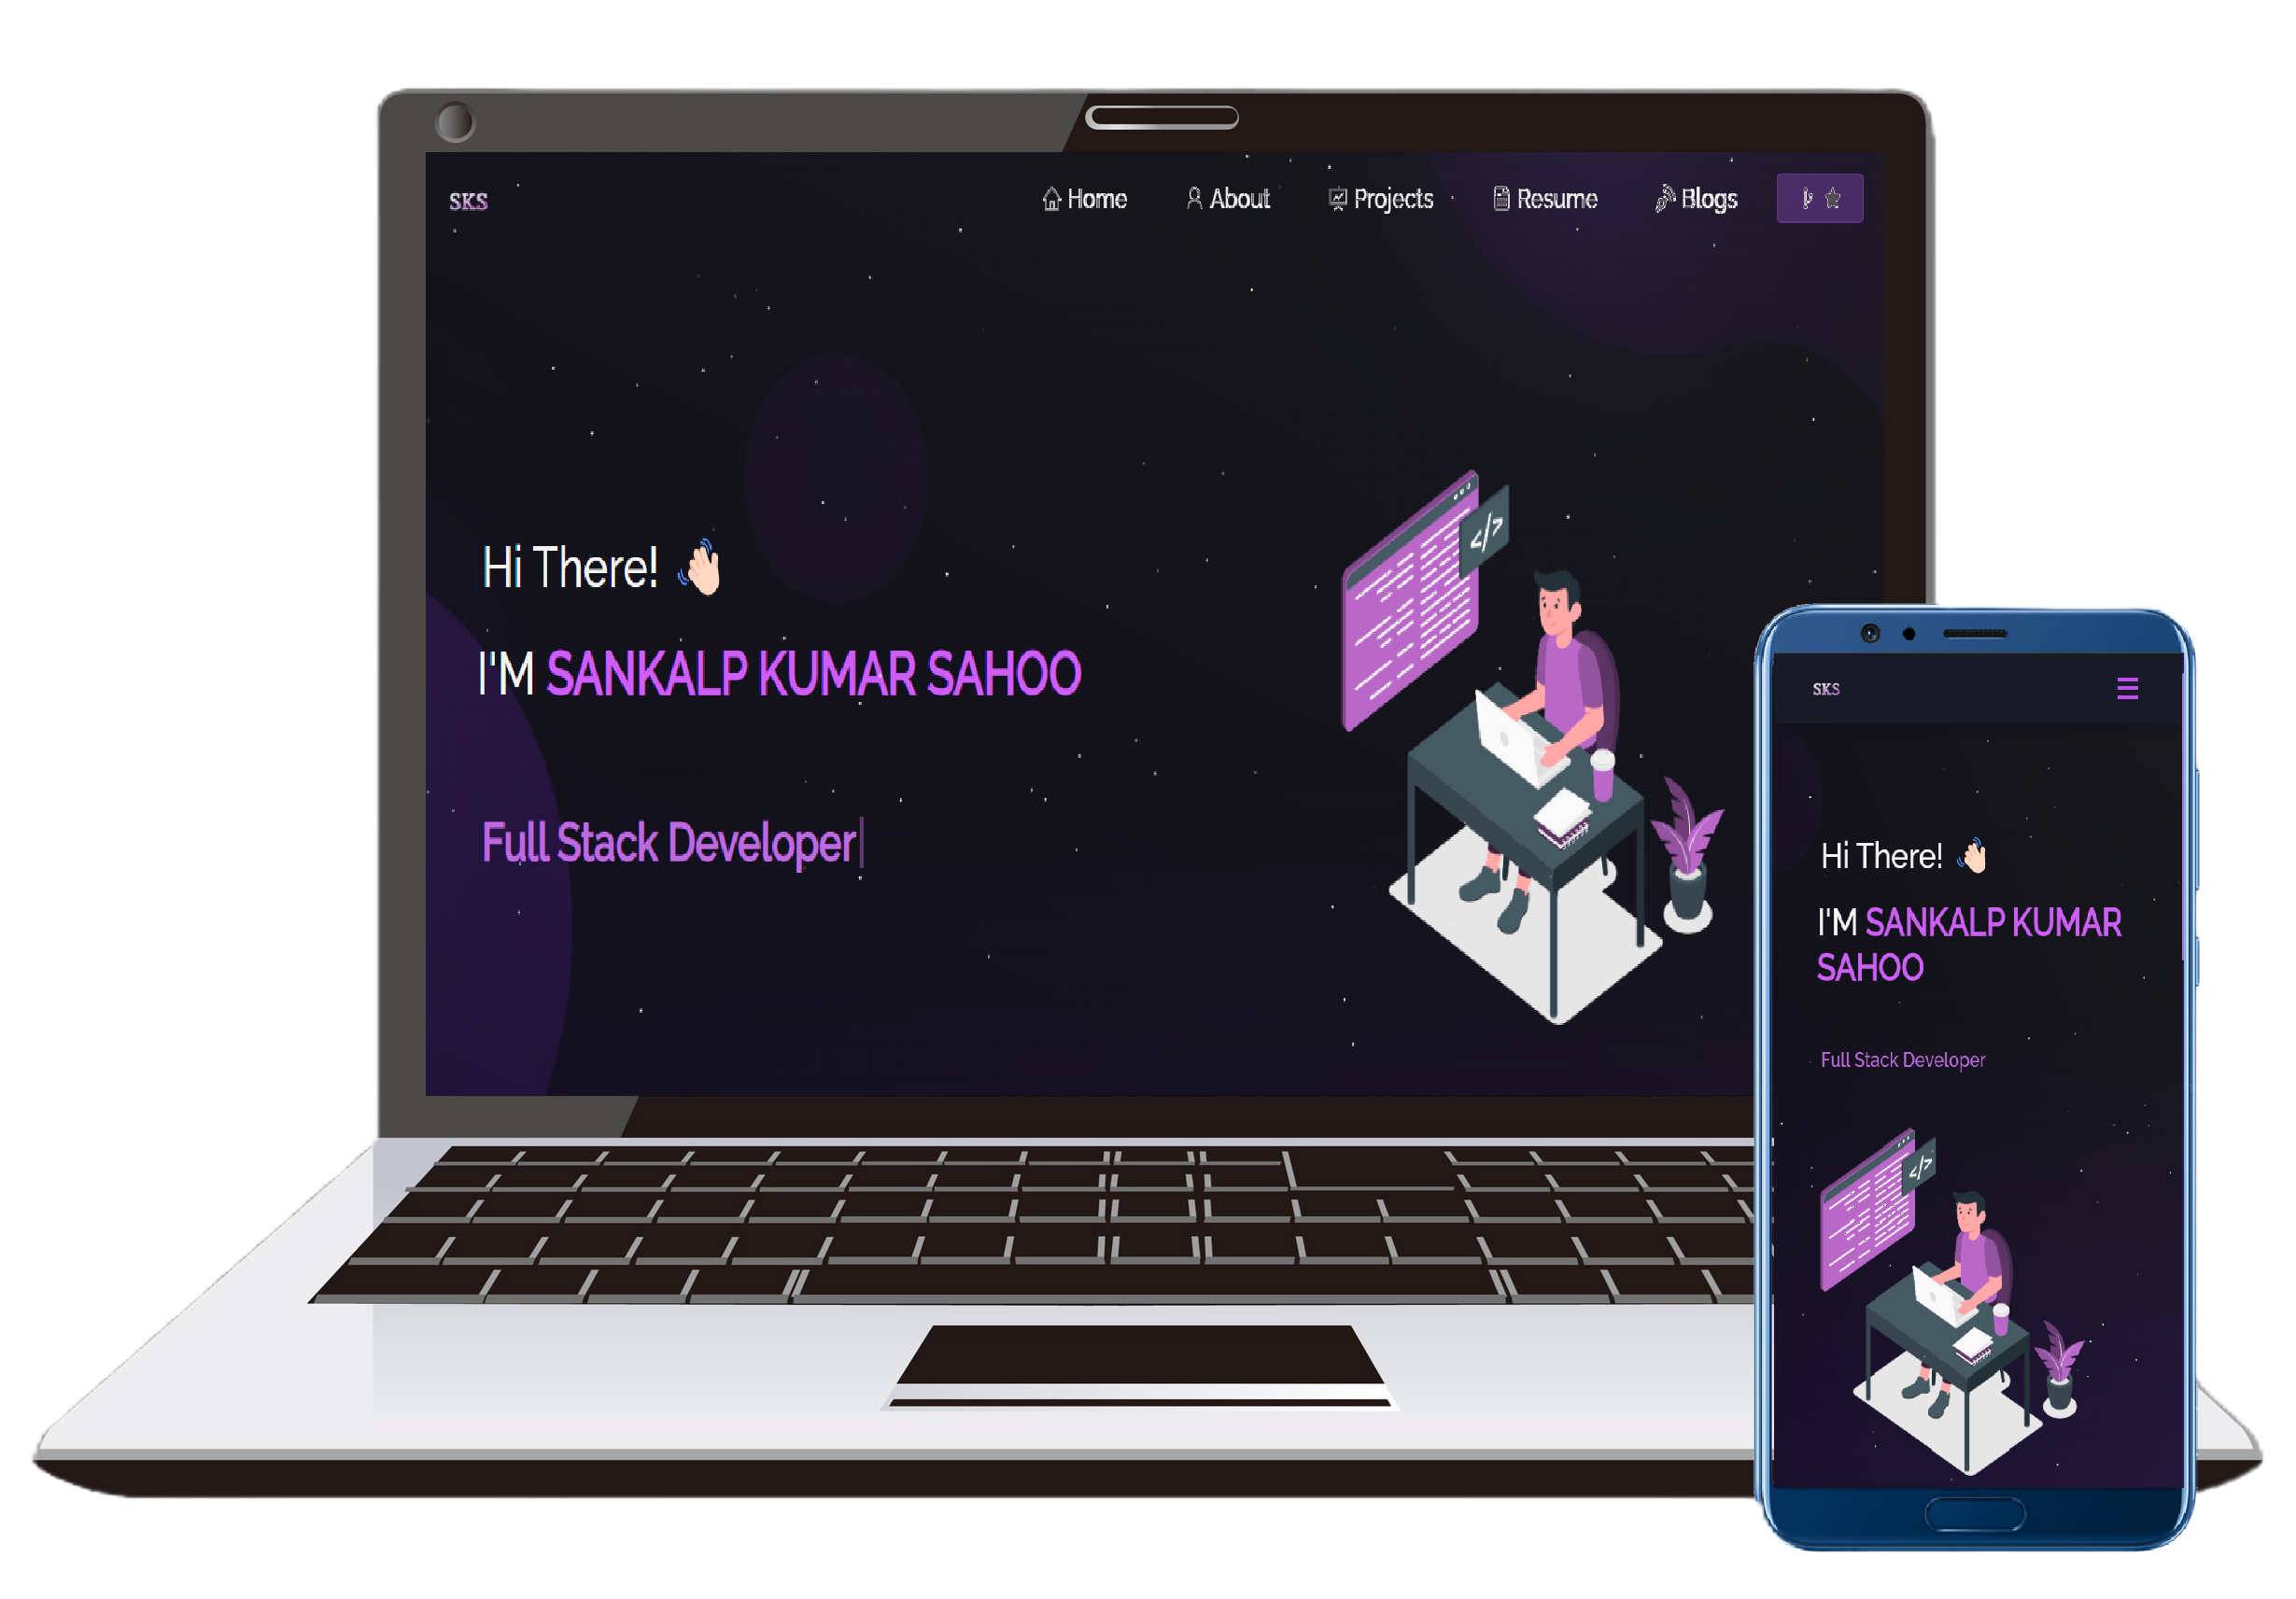 SKS
Home About Projects Resume Blogs
Hi There! 👋
I'M SANKALP KUMAR SAHOO
Full Stack Developer
</>
SKS
Hi There! 👋
I'M SANKALP KUMAR
SAHOO
Full Stack Developer
</>